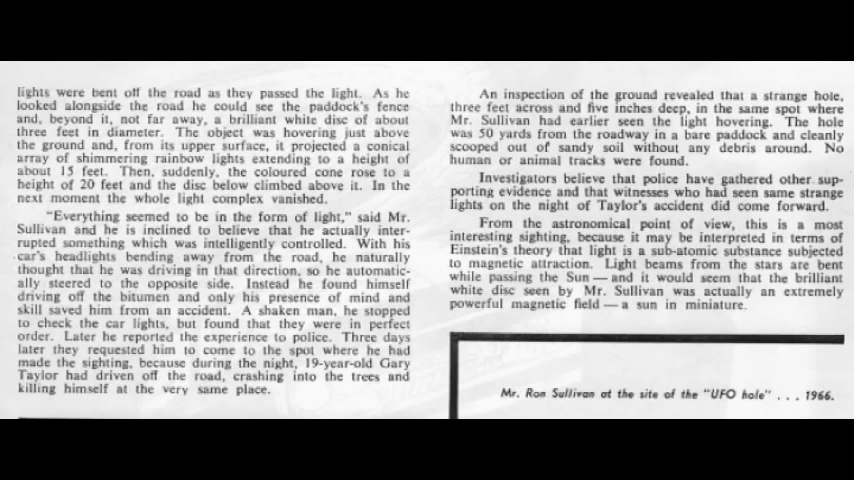 lights were bent off the road as they passed the light. As he
looked alongside the road he could see the paddock's fence
and, beyond it, not far away, a brilliant white disc of about
three feet in diameter. The object was hovering just above
the ground and, from its upper surface, it projected a conical
array of shimmering rainbow lights extending to a height of
about 15 feet. Then, suddenly, the coloured cone rose to a
height of 20 feet and the disc below climbed above it. In the
next moment the whole light complex vanished.
"Everything seemed to be in the form of light," said Mr.
Sullivan and he is inclined to believe that he actually inter-
rupted something which was intelligently controlled. With his
car's headlights bending away from the road, he naturally
thought that he was driving in that direction, so he automatic-
ally steered to the opposite side. Instead he found himself
driving off the bitumen and only his presence of mind and
skill saved him from an accident. A shaken man, he stopped
to check the car lights, but found that they were in perfect
order. Later he reported the experience to police. Three days
later they requested him to come to the spot where he had
made the sighting, because during the night, 19-year-old Gary
Taylor had driven off the road, crashing into the trees and
killing himself at the very same place.
An inspection of the ground revealed that a strange hole,
three feet across and five inches deep, in the same spot where
Mr. Sullivan had earlier seen the light hovering. The hole
was 50 yards from the roadway in a bare paddock and cleanly
scooped out of sandy soil without any debris around. No
human or animal tracks were found.
Investigators believe that police have gathered other sup-
porting evidence and that witnesses who had seen same strange
lights on the night of Taylor's accident did come forward.
From the astronomical point of view, this is a most
interesting sighting, because it may be interpreted in terms of
Einstein's theory that light is a sub-atomic substance subjected
to magnetic attraction. Light beams from the stars are bent
while passing the Sun — and it would seem that the brilliant
white disc seen by Mr. Sullivan was actually an extremely
powerful magnetic field — a sun in miniature.
Mr. Ron Sullivan at the site of the "UFO hole" . . . 1966.